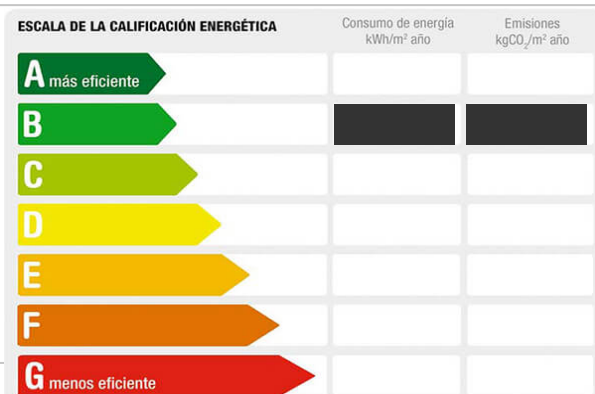 ESCALA DE LA CALIFICACIÓN ENERGÉTICA
Consumo de energía
kWh/m² año
Emisiones
kgCO₂/m² año
A más eficiente
B
C
D
E
F
G menos eficiente